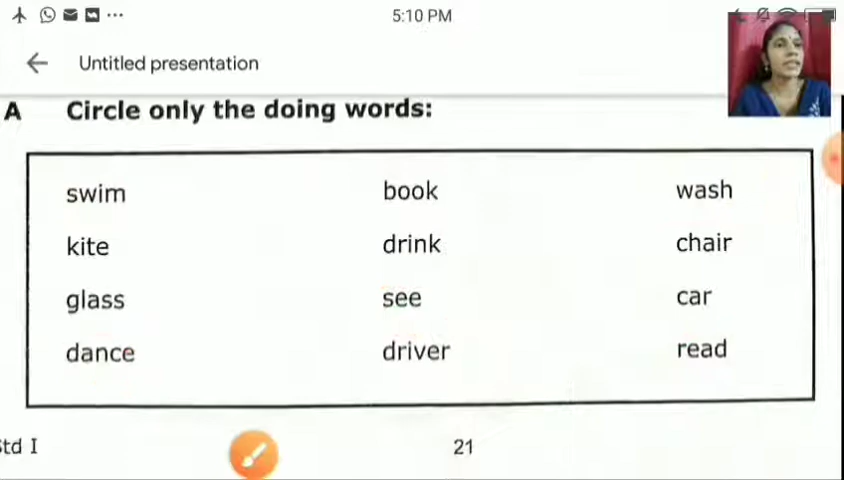 5:10 PM
Untitled presentation
A Circle only the doing words:
swim book wash
kite drink chair
glass see car
dance driver read
Std I 21